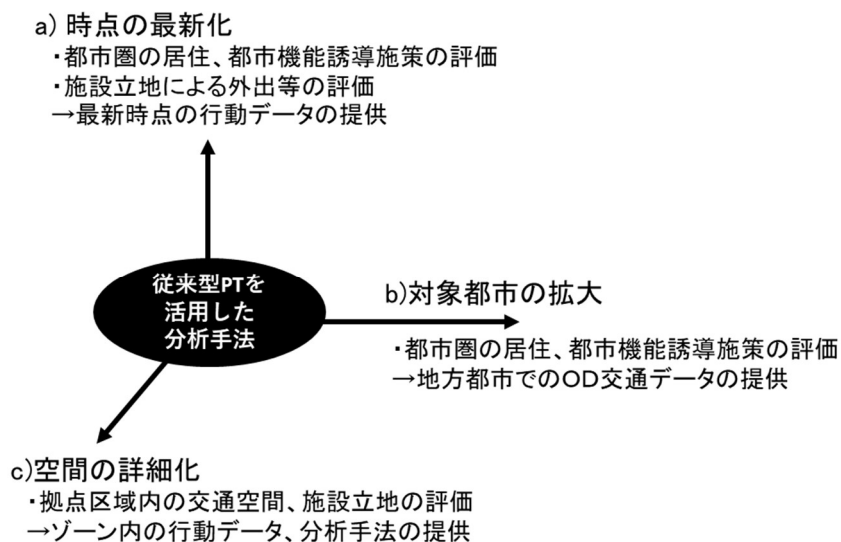 a) 時点の最新化
・都市圏の居住、都市機能誘導施策の評価
・施設立地による外出等の評価
→最新時点の行動データの提供
従来型PTを
活用した
分析手法
b)対象都市の拡大
・都市圏の居住、都市機能誘導施策の評価
→地方都市でのOD交通データの提供
c)空間の詳細化
・拠点区域内の交通空間、施設立地の評価
→ゾーン内の行動データ、分析手法の提供